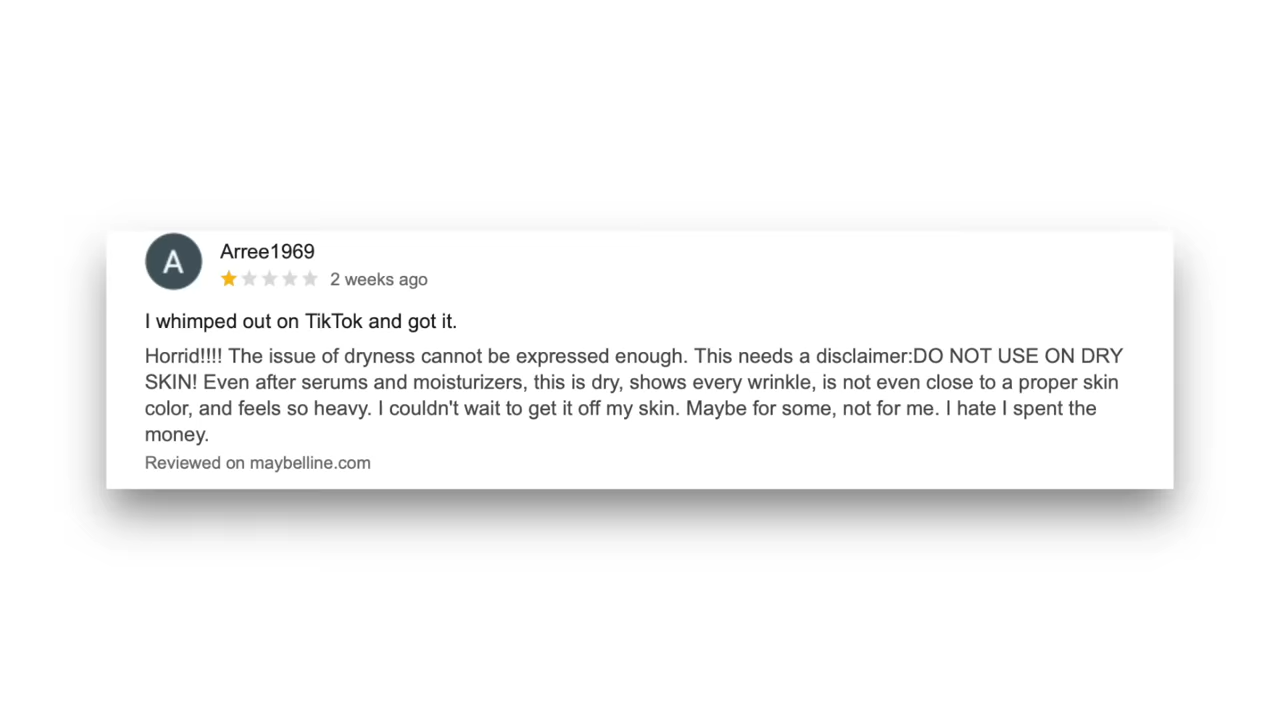 A
Arree1969
2 weeks ago
I whimped out on TikTok and got it.
Horrid!!!! The issue of dryness cannot be expressed enough. This needs a disclaimer:DO NOT USE ON DRY
SKIN! Even after serums and moisturizers, this is dry, shows every wrinkle, is not even close to a proper skin
color, and feels so heavy. I couldn't wait to get it off my skin. Maybe for some, not for me. I hate I spent the
money.
Reviewed on maybelline.com